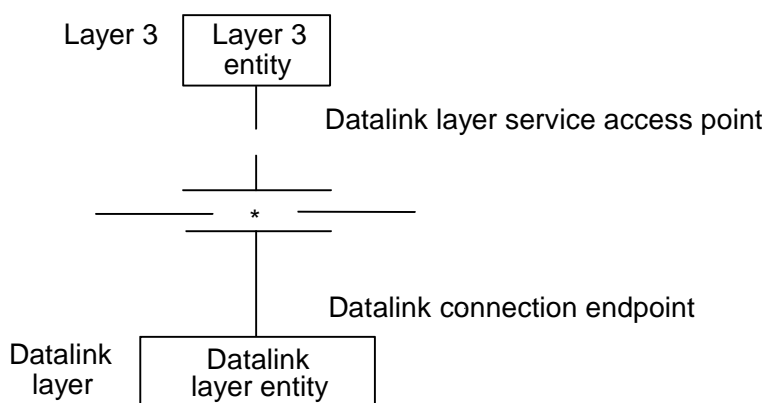 Layer 3
Layer 3
entity
Datalink layer service access point
*
Datalink connection endpoint
Datalink
layer
Datalink
layer entity